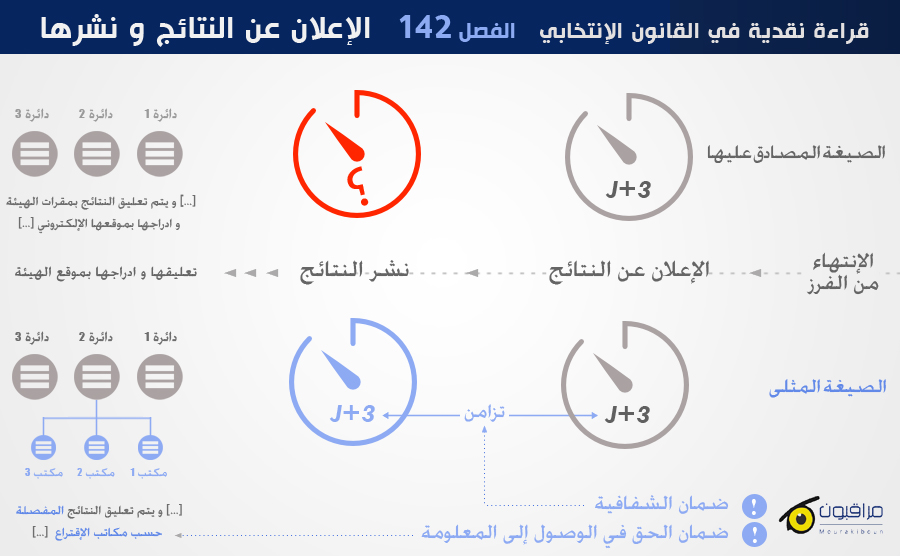 قراءة نقدية في القانون الإنتخابي الفصل 142 الإعلان عن النتائج و نشرها
الصيغة المصادق عليها
J+3
؟
دائرة 1 دائرة 2 دائرة 3
[...] و يتم تعليق النتائج بمقرات الهيئة
و ادراجها بموقعها الإلكتروني [...]
الإنتهاء
من الفرز
الإعلان عن النتائج
نشر النتائج
تعليقها و ادراجها بموقع الهيئة
الصيغة المثلى
J+3
تزامن
J+3
دائرة 1 دائرة 2 دائرة 3
مكتب 1 مكتب 2 مكتب 3
[...] و يتم تعليق النتائج المفصلة
حسب مكاتب الإقتراع [...]
ضمان الشفافية
ضمان الحق في الوصول إلى المعلومة
مراقبون
Mourakiboun